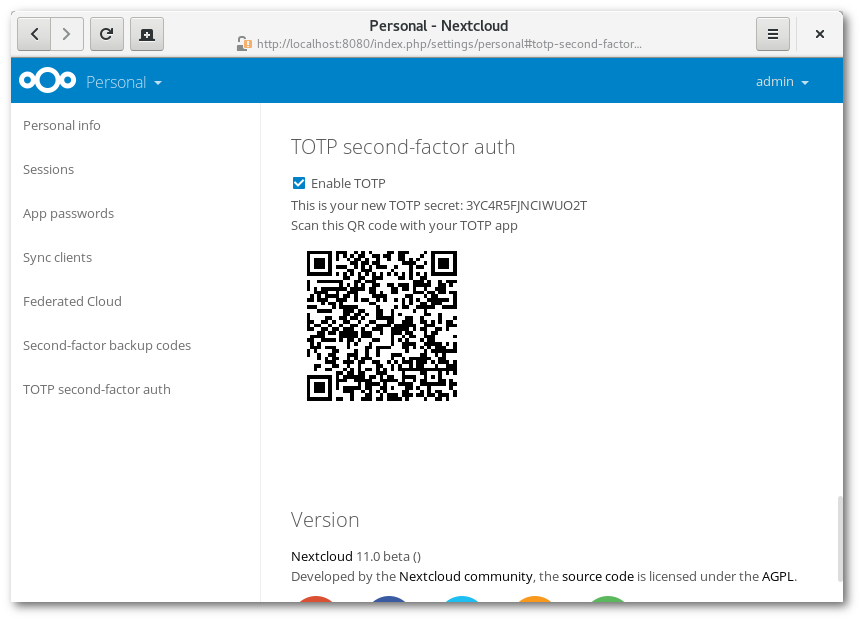 Personal - Nextcloud
http://localhost:8080/index.php/settings/personal#totp-second-factor...
Personal
admin
Personal info
Sessions
App passwords
Sync clients
Federated Cloud
Second-factor backup codes
TOTP second-factor auth
TOTP second-factor auth
Enable TOTP
This is your new TOTP secret: 3YC4R5FJNCIWUO2T
Scan this QR code with your TOTP app
Version
Nextcloud 11.0 beta ()
Developed by the Nextcloud community, the source code is licensed under the AGPL.